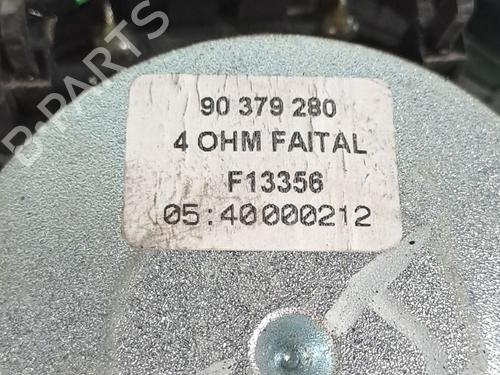 B-PARTS
90 379 280
4 OHM FAITAL
F13356
05:40000212